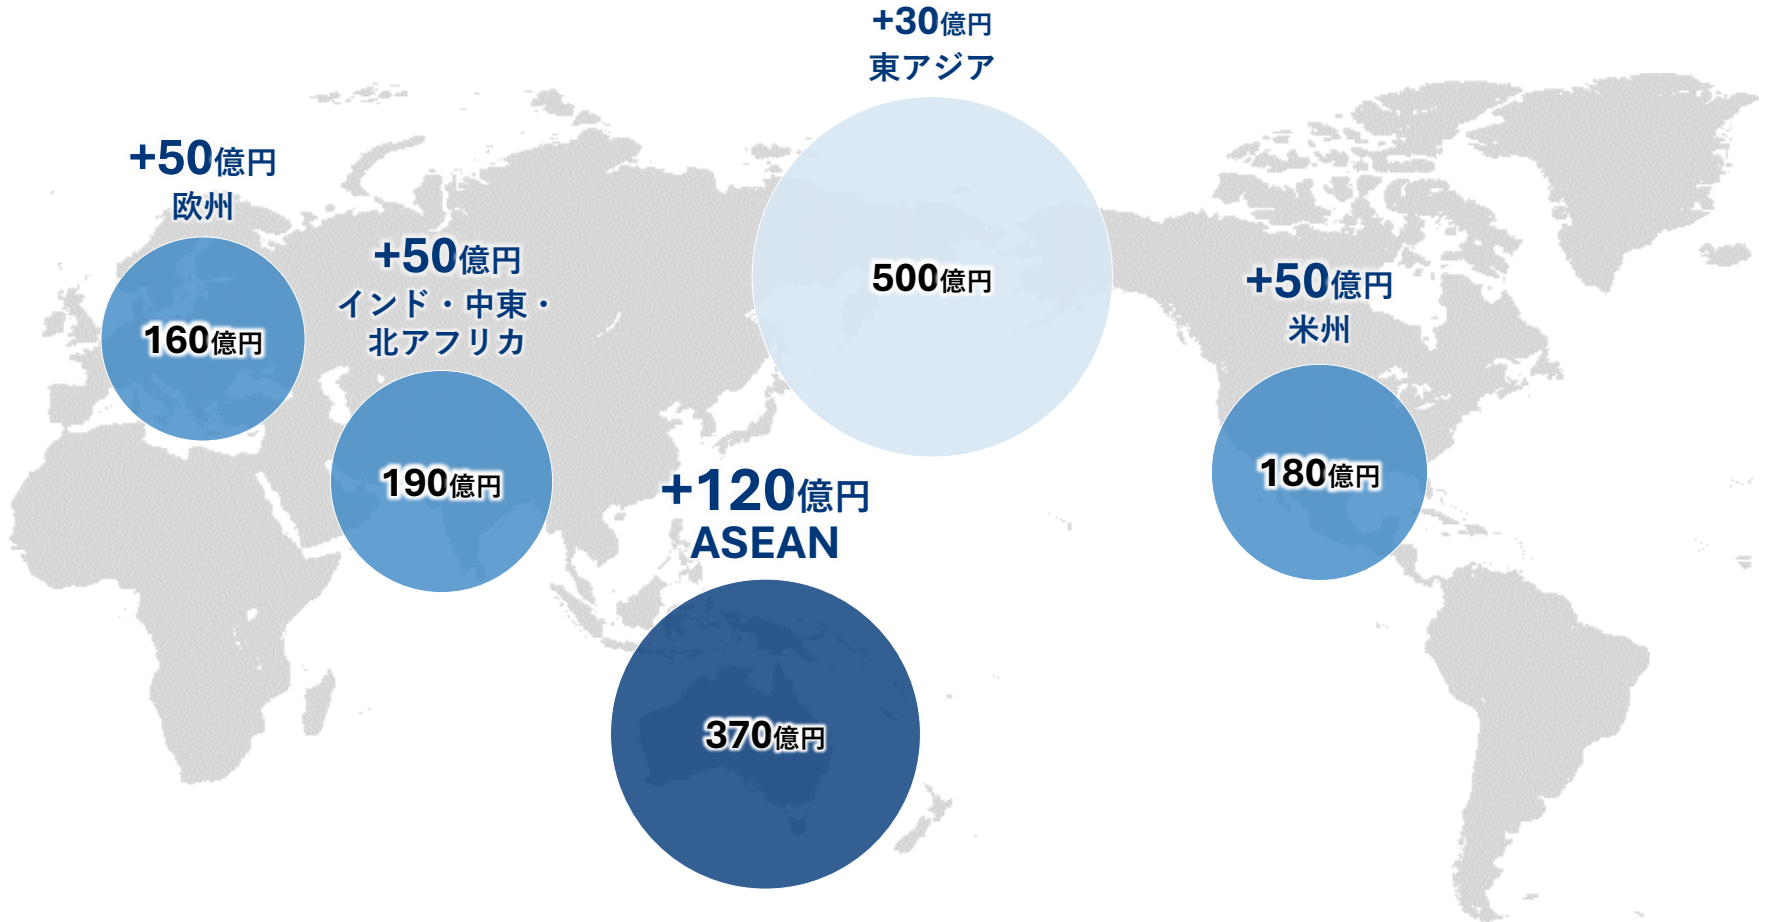 +30億円
東アジア
500億円
+50億円
欧州
160億円
+50億円
インド・中東・
北アフリカ
190億円
+50億円
米州
180億円
+120億円
ASEAN
370億円